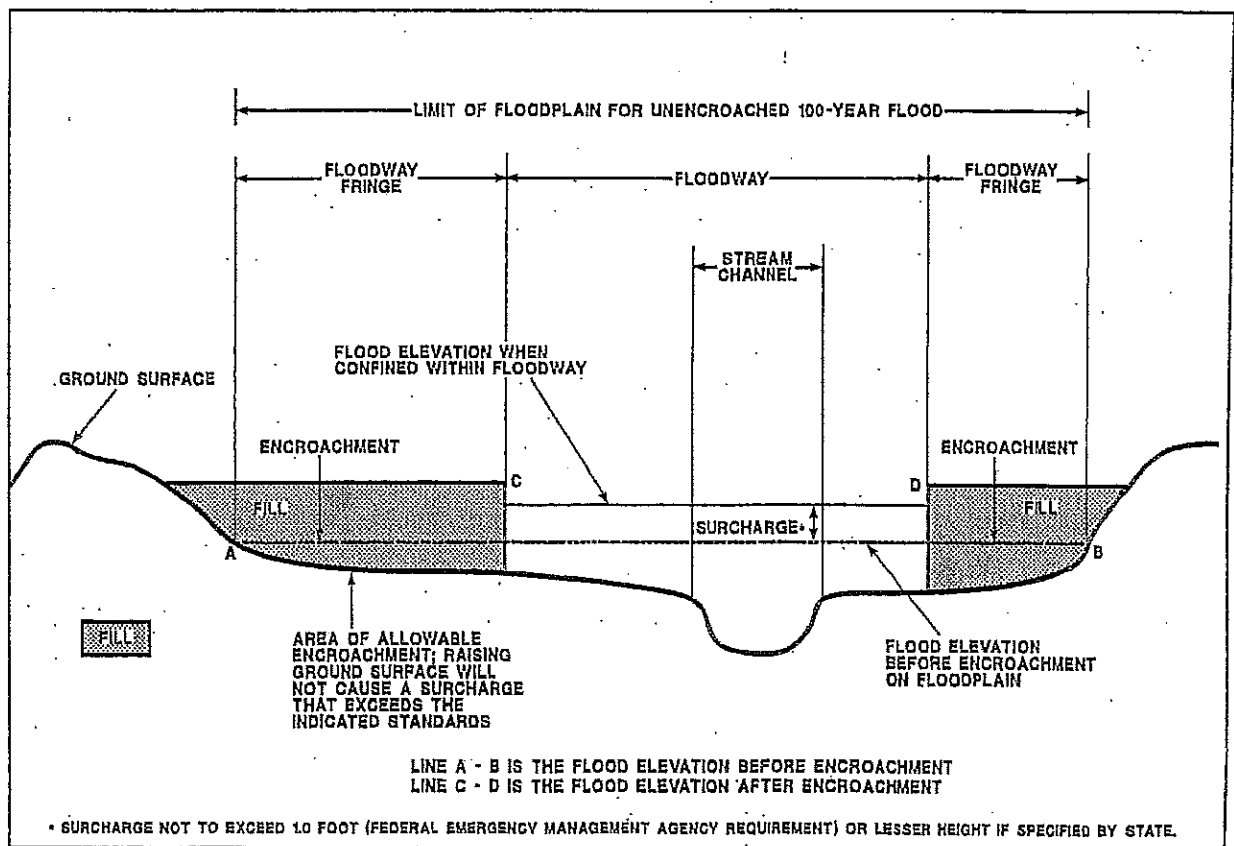 LIMIT OF FLOODPLAIN FOR UNENCROACHED 100-YEAR FLOOD
FLOODWAY
FRINGE
FLOODWAY
FLOODWAY
FRINGE
STREAM
CHANNEL
FLOOD ELEVATION WHEN
CONFINED WITHIN FLOODWAY
GROUND SURFACE
ENCROACHMENT
ENCROACHMENT
C
D
FILL
FILL
SURCHARGE*
A
B
FILL
AREA OF ALLOWABLE
ENCROACHMENT; RAISING
GROUND SURFACE WILL
NOT CAUSE A SURCHARGE
THAT EXCEEDS THE
INDICATED STANDARDS
FLOOD ELEVATION
BEFORE ENCROACHMENT
ON FLOODPLAIN
LINE A - B IS THE FLOOD ELEVATION BEFORE ENCROACHMENT
LINE C - D IS THE FLOOD ELEVATION AFTER ENCROACHMENT
* SURCHARGE NOT TO EXCEED 1.0 FOOT (FEDERAL EMERGENCY MANAGEMENT AGENCY REQUIREMENT) OR LESSER HEIGHT IF SPECIFIED BY STATE.